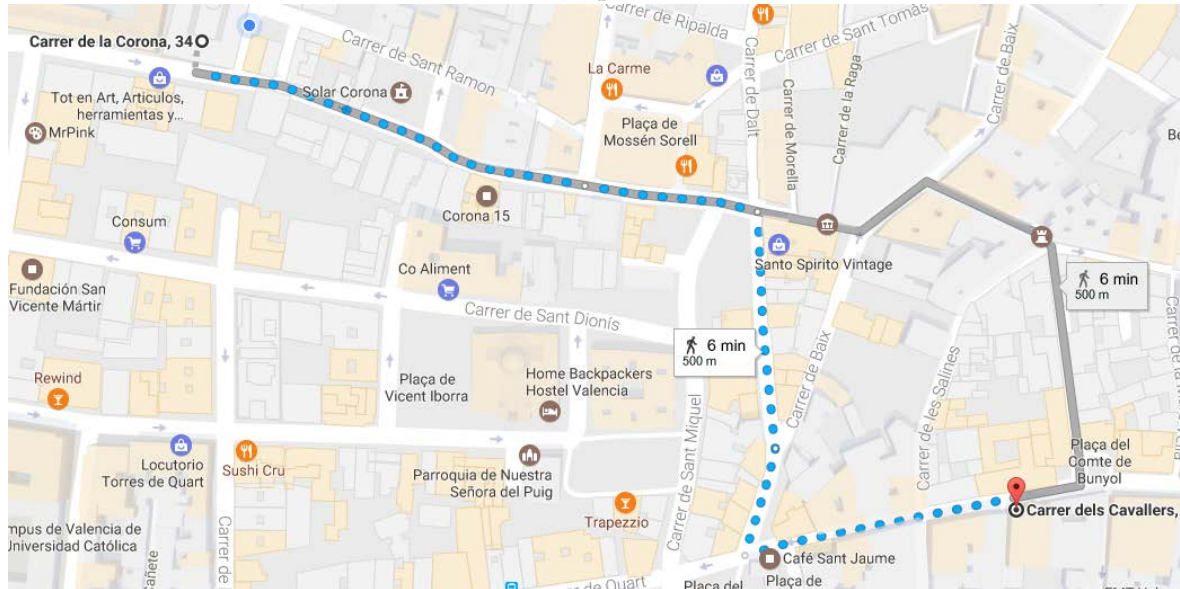 Carrer de la Corona, 34
Carrer de Ripalda
Carrer de Sant Tomàs
Carrer de Baix
Carrer de Sant Ramon
La Carme
Tot en Art, Articulos,
herramientas y...
Solar Corona
MrPink
Plaça de
Mossén Sorell
Carrer de Dalt
Carrer de Morella
Carrer de la Raga
Corona 15
Consum
Santo Spirito Vintage
Co Aliment
Fundación San
Vicente Mártir
Carrer de Sant Dionís
6 min
500 m
6 min
500 m
Carrer de Baix
Carrer de les Salines
Rewind
Plaça de
Vicent Iborra
Home Backpackers
Hostel Valencia
Carrer de Sant Miquel
Locutorio
Torres de Quart
Sushi Cru
Parroquia de Nuestra
Señora del Puig
Plaça del
Comte de
Bunyol
Trapezzio
Carrer dels Cavallers,
mpus de Valencia de
Universidad Católica
Carrer de
Café Sant Jaume
de Quart
Plaça del
Plaça de